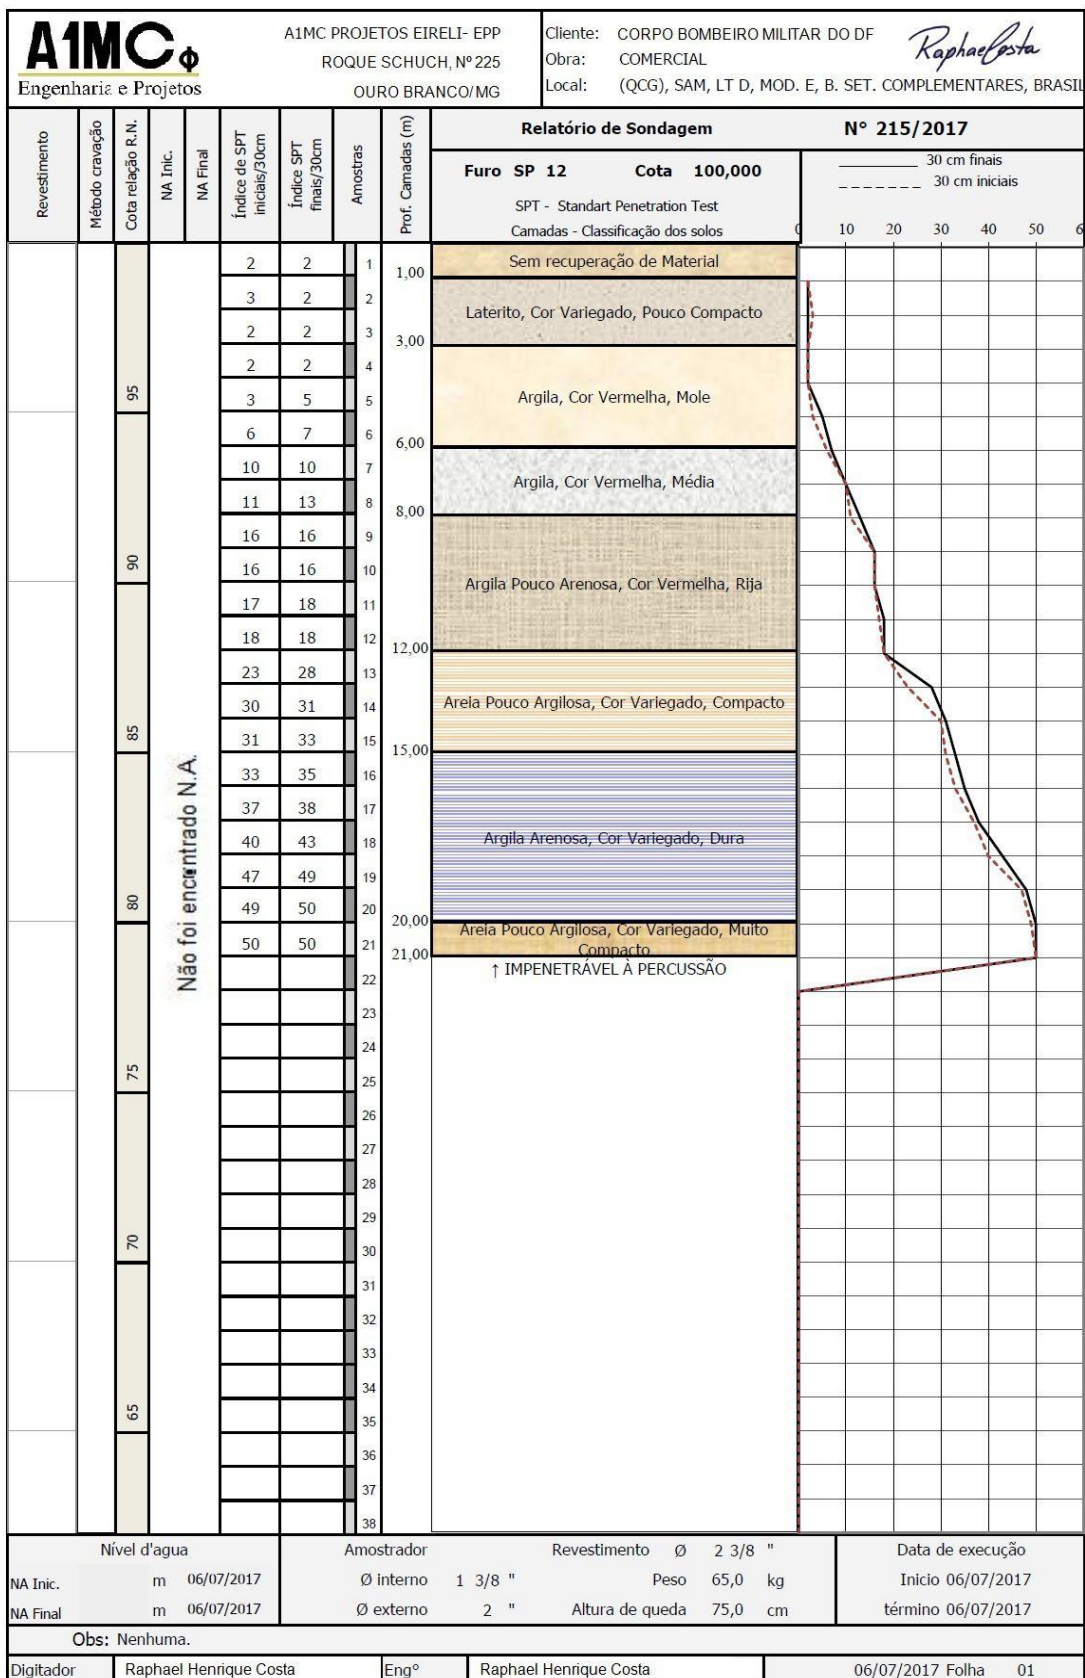 A1MC
Engenharia e Projetos
A1MC PROJETOS EIRELI- EPP
ROQUE SCHUCH, Nº 225
OURO BRANCO/MG
Cliente: CORPO BOMBEIRO MILITAR DO DF
Obra: COMERCIAL
Local: (QCG), SAM, LT D, MOD. E, B. SET. COMPLEMENTARES, BRASIL
Raphael Costa
Revestimento
Método cravação
Cota relação R.N.
NA Inic.
NA Final
Índice de SPT iniciais/30cm
Índice SPT finais/30cm
Amostras
Prof. Camadas (m)
Relatório de Sondagem
N° 215/2017
Furo SP 12 Cota 100,000
SPT - Standart Penetration Test
Camadas - Classificação dos solos
30 cm finais
30 cm iniciais
0 10 20 30 40 50 6
2 2 1
1,00
Sem recuperação de Material
3 2 2
Laterito, Cor Variegado, Pouco Compacto
2 2 3
3,00
2 2 4
95
3 5 5
Argila, Cor Vermelha, Mole
6 7 6
6,00
10 10 7
Argila, Cor Vermelha, Média
11 13 8
8,00
16 16 9
90
16 16 10
Argila Pouco Arenosa, Cor Vermelha, Rija
17 18 11
18 18 12
12,00
23 28 13
30 31 14
Areia Pouco Argilosa, Cor Variegado, Compacto
85
31 33 15
15,00
33 35 16
37 38 17
40 43 18
Argila Arenosa, Cor Variegado, Dura
47 49 19
80
49 50 20
20,00
50 50 21
Areia Pouco Argilosa, Cor Variegado, Muito
Compacto
21,00
↑ IMPENETRÁVEL À PERCUSSÃO
Não foi encontrado N.A.
22
23
24
75
25
26
27
28
29
70
30
31
32
33
34
65
35
36
37
38
Nível d'agua
NA Inic. m 06/07/2017
NA Final m 06/07/2017
Amostrador
Ø interno 1 3/8 "
Ø externo 2 "
Revestimento Ø 2 3/8 "
Peso 65,0 kg
Altura de queda 75,0 cm
Data de execução
Inicio 06/07/2017
término 06/07/2017
Obs: Nenhuma.
Digitador Raphael Henrique Costa Eng° Raphael Henrique Costa 06/07/2017 Folha 01